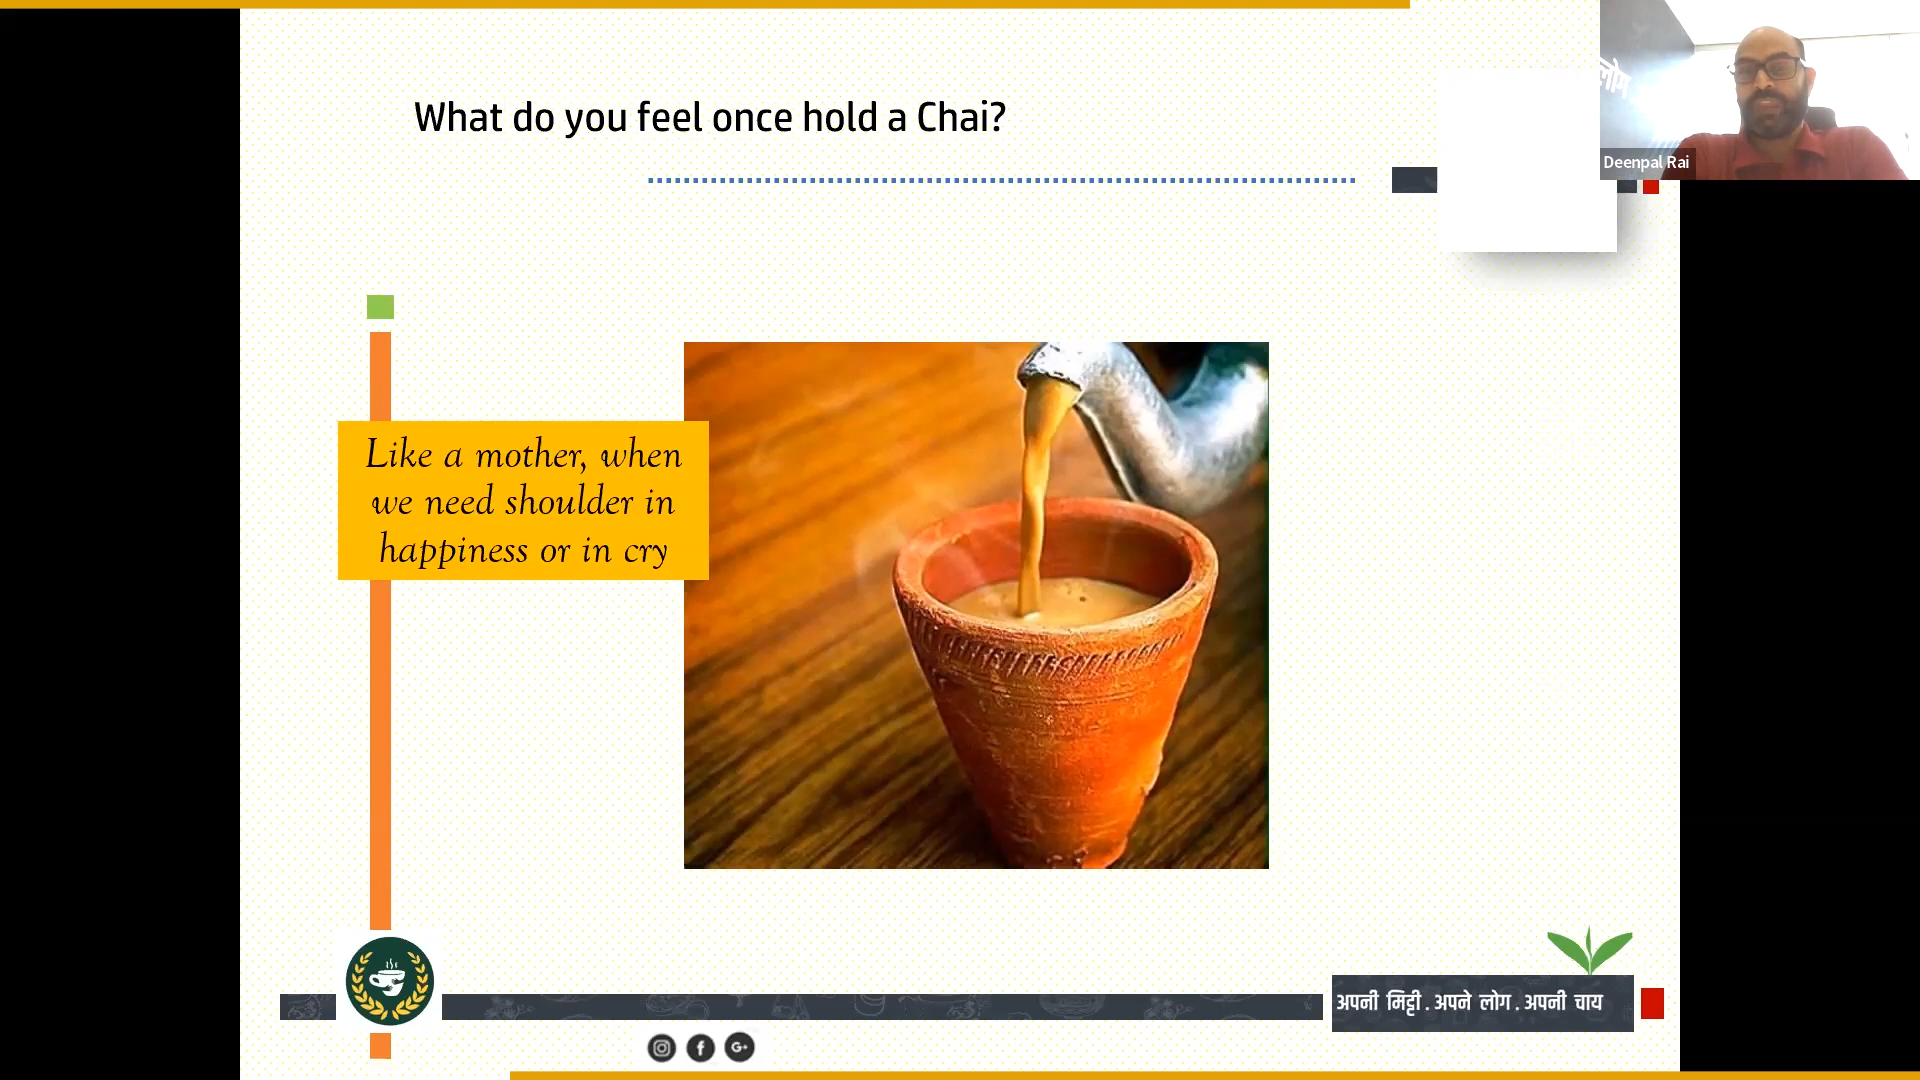 What do you feel once hold a Chai?
लोग
Deenpal Rai
Like a mother, when
we need shoulder in
happiness or in cry
अपनी मिट्टी . अपने लोग . अपनी चाय
G+